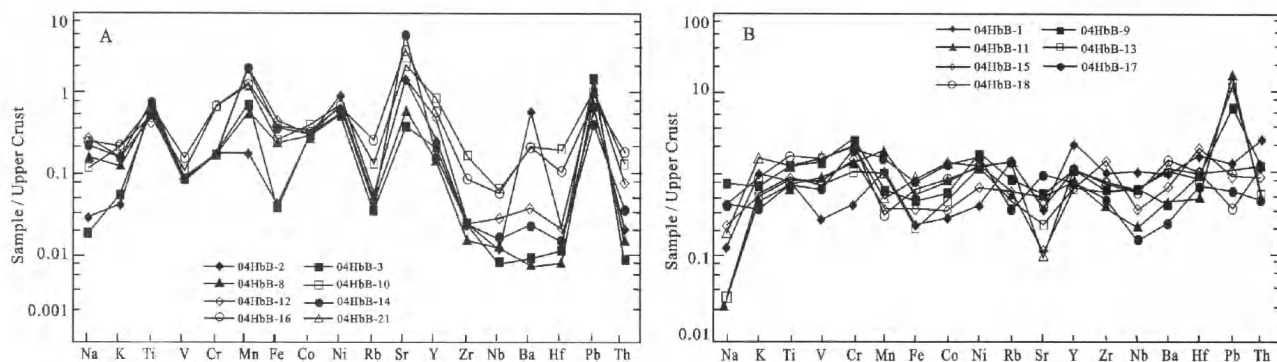 A
Sample / Upper Crust
10
1
0.1
0.01
0.001
04HbB-2 04HbB-3
04HbB-8 04HbB-10
04HbB-12 04HbB-14
04HbB-16 04HbB-21
Na K Ti V Cr Mn Fe Co Ni Rb Sr Y Zr Nb Ba Hf Pb Th
B
Sample / Upper Crust
100
10
0.1
0.01
04HbB-1 04HbB-9
04HbB-11 04HbB-13
04HbB-15 04HbB-17
04HbB-18
Na K Ti V Cr Mn Fe Co Ni Rb Sr Y Zr Nb Ba Hf Pb Th